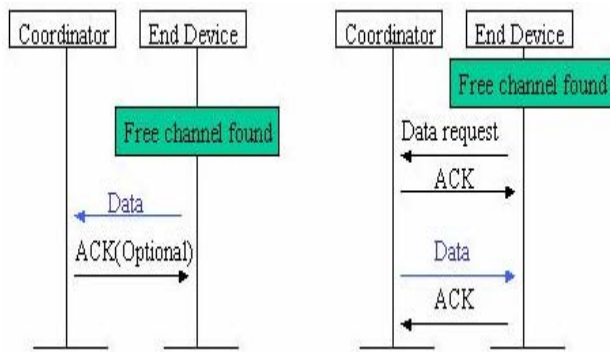 Coordinator
End Device
Free channel found
Data
ACK(Optional)
Coordinator
End Device
Free channel found
Data request
ACK
Data
ACK